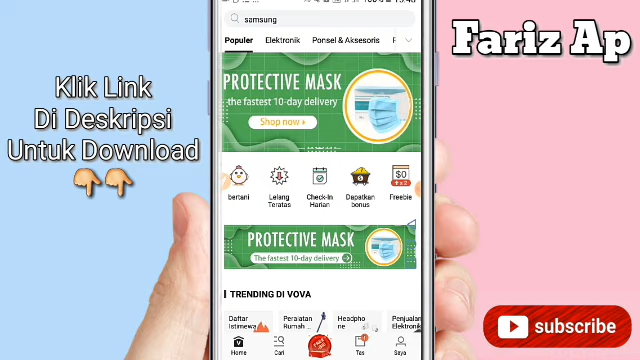 samsung
Populer Elektronik Ponsel & Aksesoris
Fariz Ap
Klik Link
Di Deskripsi
Untuk Download
PROTECTIVE MASK
the fastest 10-day delivery
Shop now
bertani
Lelang
Teratas
Check-In
Harian
Dapatkan
bonus
$0
x2
Freebie
PROTECTIVE MASK
The fastest 10-day delivery
TRENDING DI VOVA
Daftar
Istimewa
Peralatan
Rumah
Headpho
ne
Penjualan
Elektronik
Home
Cari
Tas
Saya
subscribe